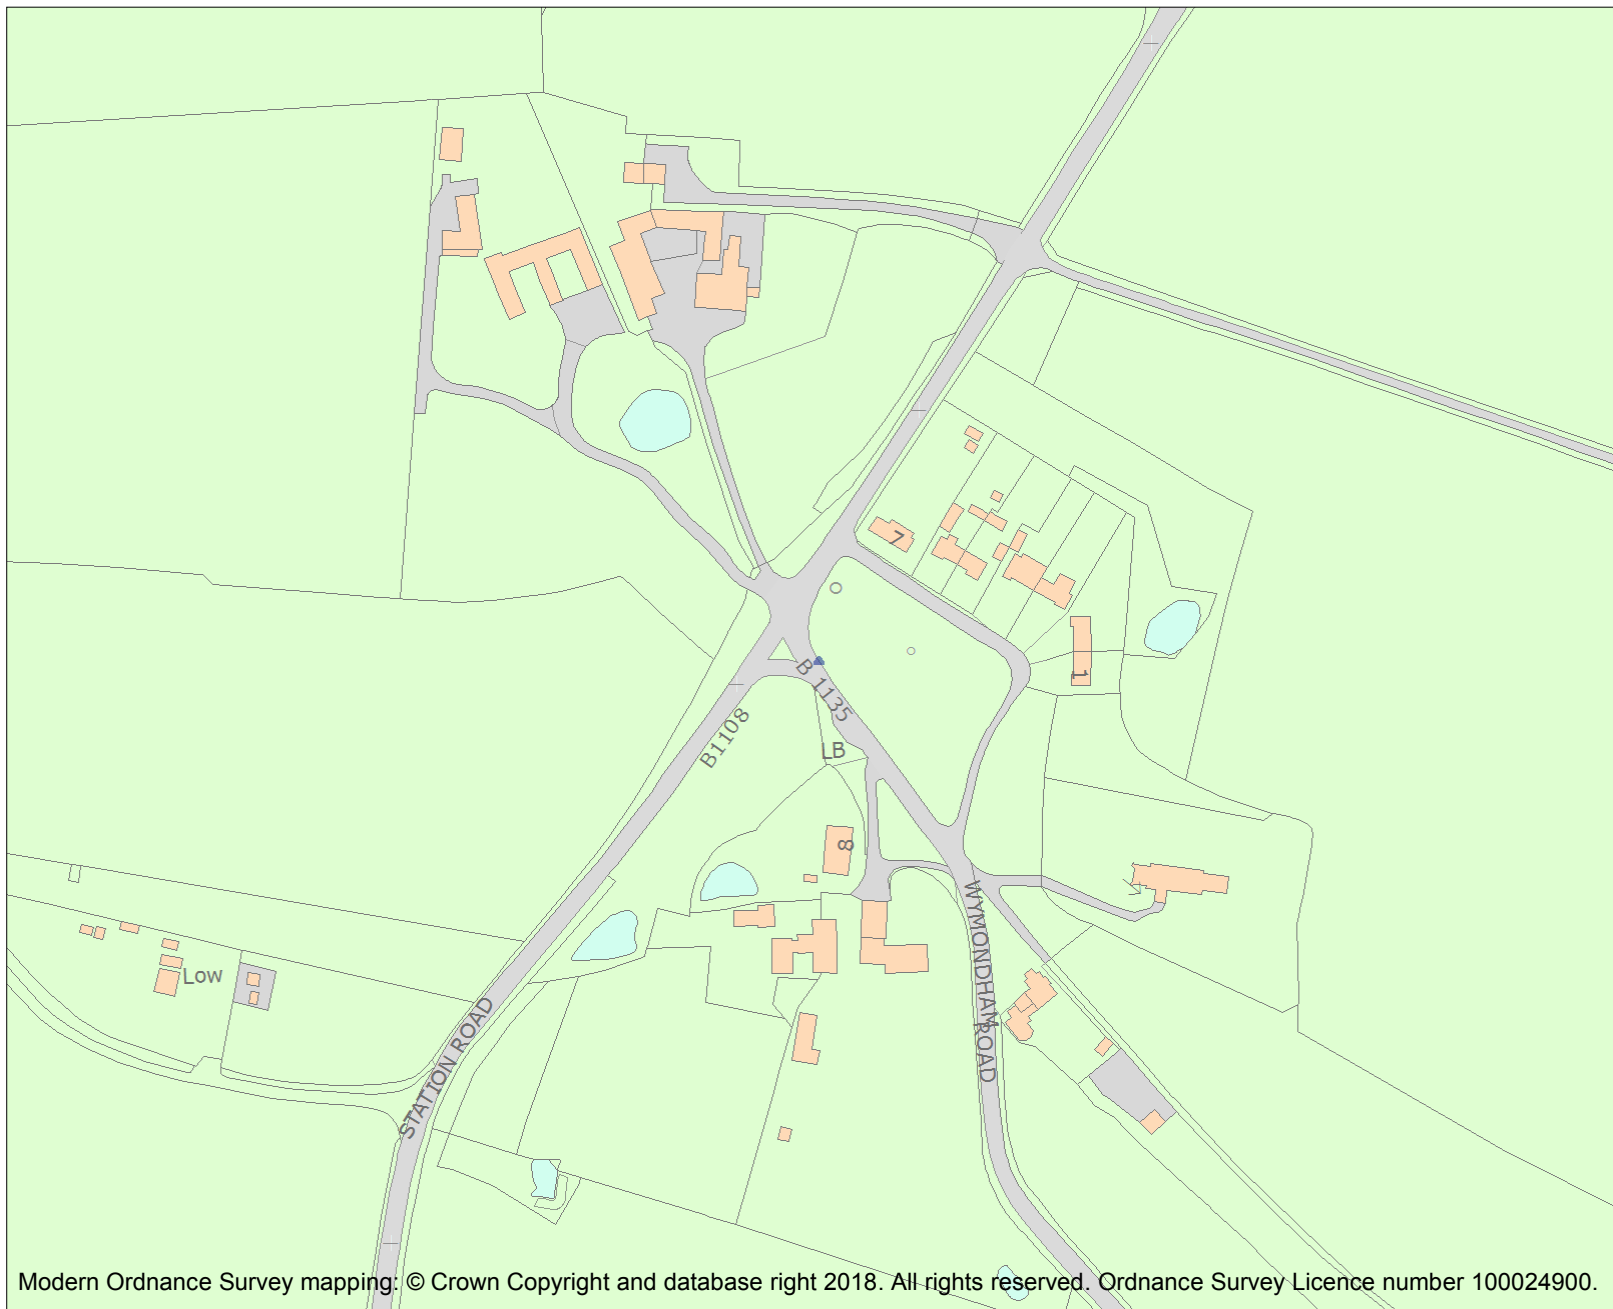 7
1
B 1135
B1108
LB
8
Low
WYMONDHAM
ROAD
STATION ROAD
Modern Ordnance Survey mapping: © Crown Copyright and database right 2018. All rights reserved. Ordnance Survey Licence number 100024900.